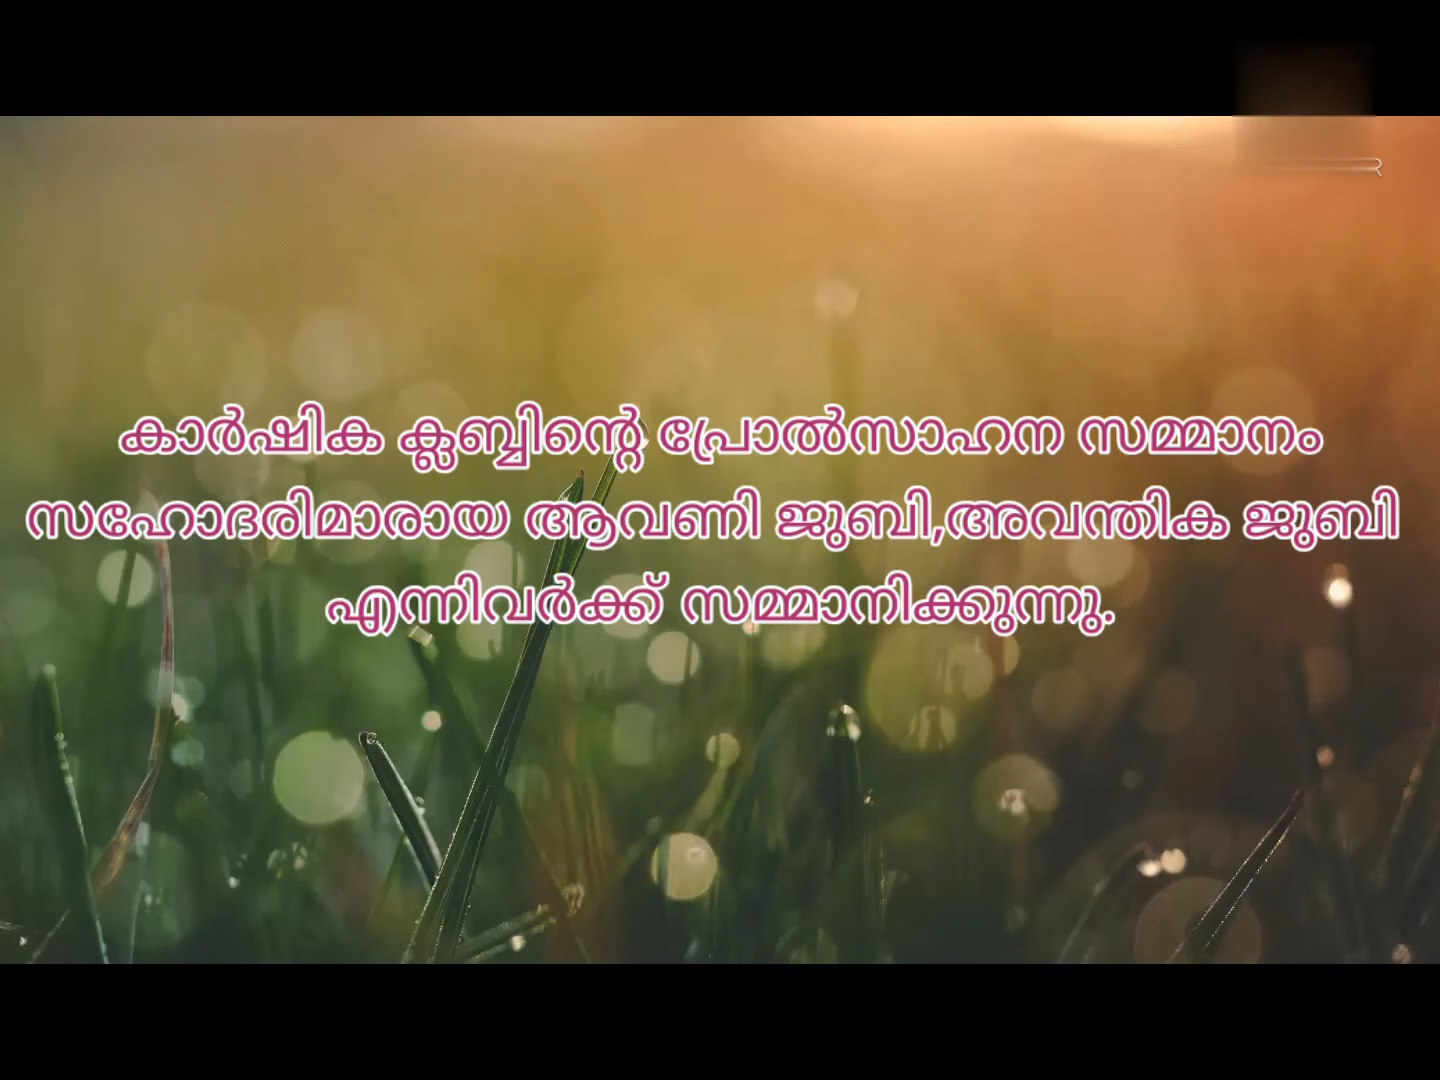 കാർഷിക ക്ലബ്ബിന്റെ പ്രോൽസാഹന സമ്മാനം
സഹോദരിമാരായ ആവണി ജുബി,അവന്തിക ജുബി
എന്നിവർക്ക് സമ്മാനിക്കുന്നു.